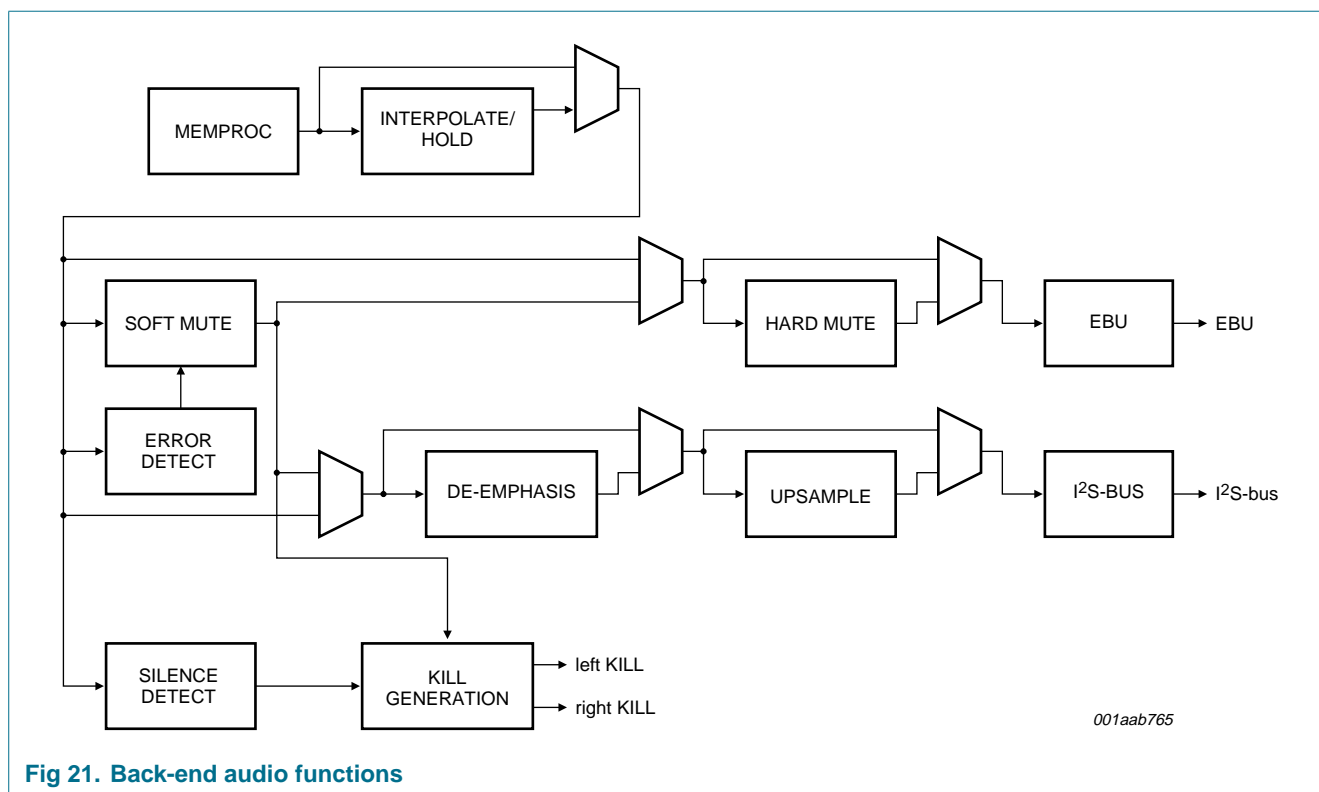 MEMPROC
INTERPOLATE/
HOLD
SOFT MUTE
HARD MUTE
EBU
EBU
ERROR
DETECT
DE-EMPHASIS
UPSAMPLE
I²S-BUS
I²S-bus
SILENCE
DETECT
KILL
GENERATION
left KILL
right KILL
001aab765
Fig 21. Back-end audio functions